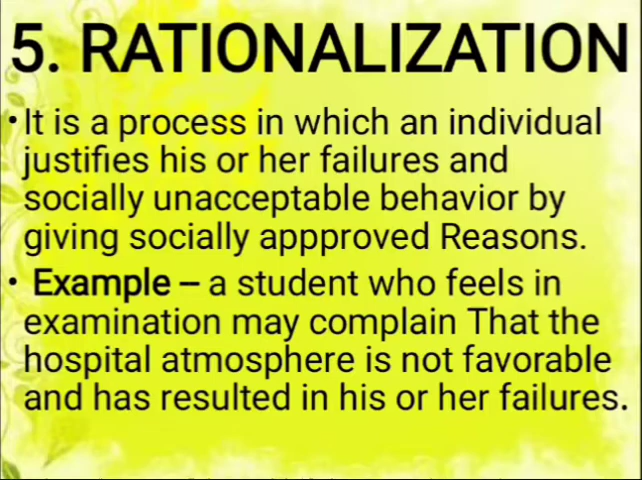 5. RATIONALIZATION
•It is a process in which an individual
justifies his or her failures and
socially unacceptable behavior by
giving socially appproved Reasons.
• Example – a student who feels in
examination may complain That the
hospital atmosphere is not favorable
and has resulted in his or her failures.